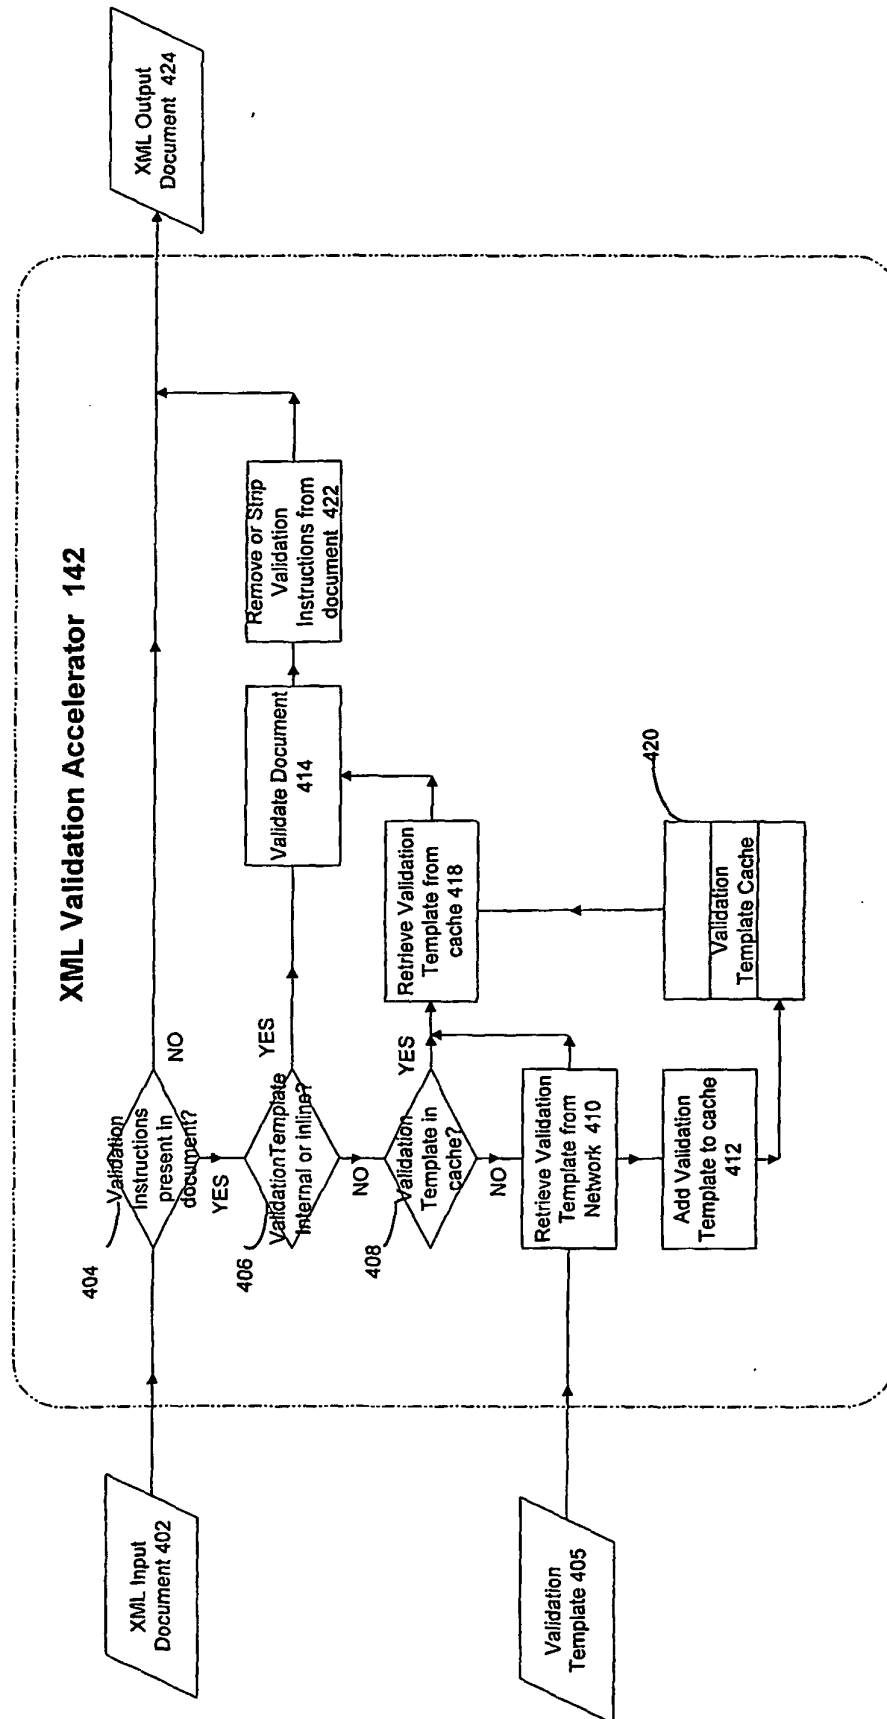 XML Validation Accelerator 142
XML Input
Document 402
404
Validation
Instructions
present in
document?
NO
YES
XML Output
Document 424
406
Validation Template
Internal or inline?
YES
NO
Validate Document
414
Remove or Strip
Validation
Instructions from
document 422
408
Validation
Template in
cache?
YES
NO
Retrieve Validation
Template from
cache 418
Validation
Template 405
Retrieve Validation
Template from
Network 410
Add Validation
Template to cache
412
420
Validation
Template Cache